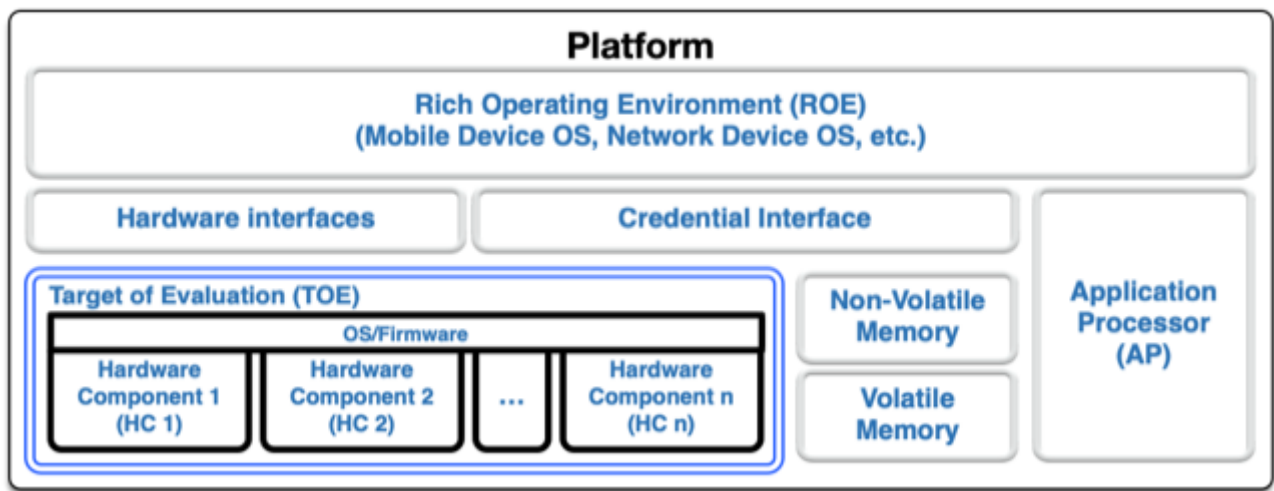 Platform
Rich Operating Environment (ROE)
(Mobile Device OS, Network Device OS, etc.)
Hardware interfaces
Credential Interface
Target of Evaluation (TOE)
OS/Firmware
Hardware
Component 1
(HC 1)
Hardware
Component 2
(HC 2)
...
Hardware
Component n
(HC n)
Non-Volatile
Memory
Volatile
Memory
Application
Processor
(AP)